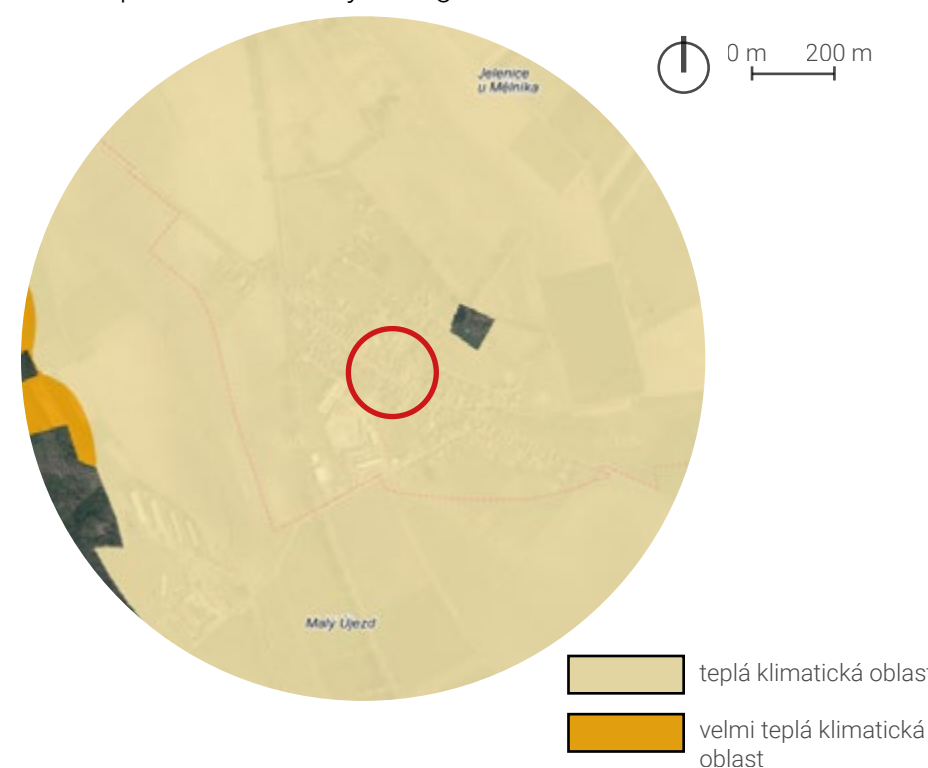 Jelenice
u Mělníka
0 m 200 m
Malý Újezd
teplá klimatická oblast
velmi teplá klimatická
oblast